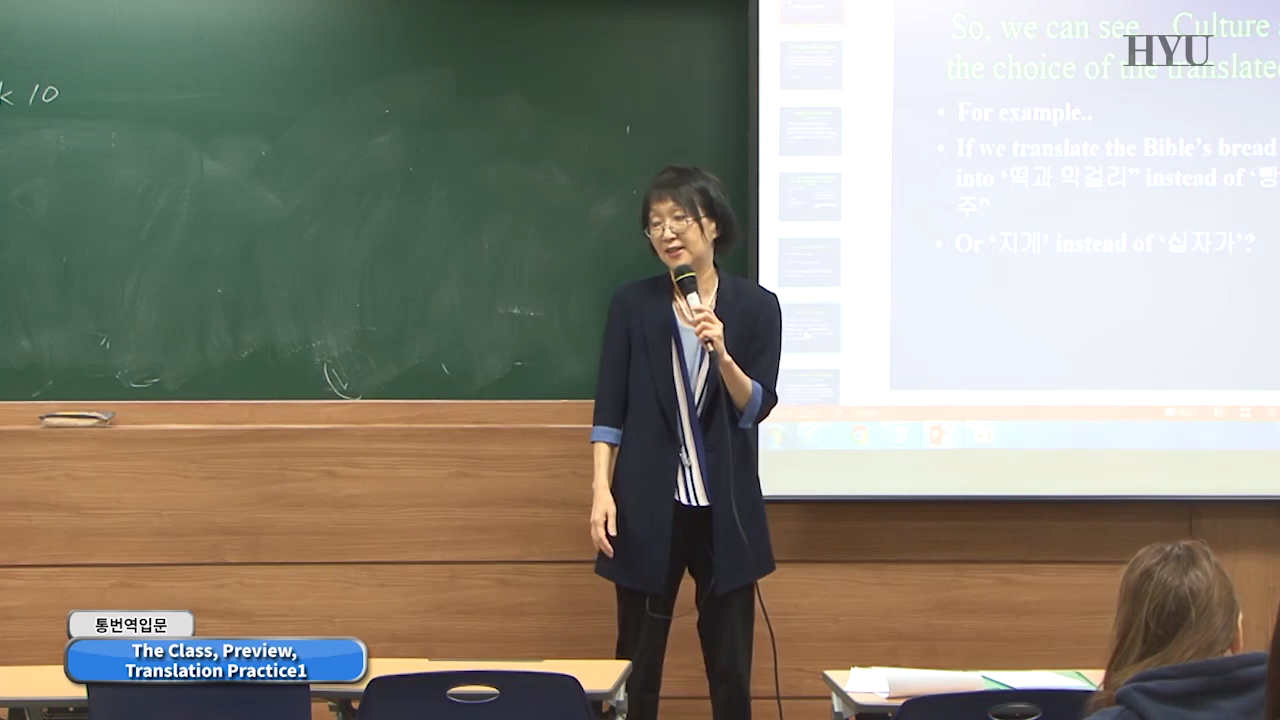 k 10
So, we can see... Culture
HYU
the choice of the translate
• For example..
• If we translate the Bible's bread
into ‘떡과 막걸리” instead of ‘빵
주”
• Or ‘지게’ instead of ‘십자가’?
통번역입문
The Class, Preview,
Translation Practice1